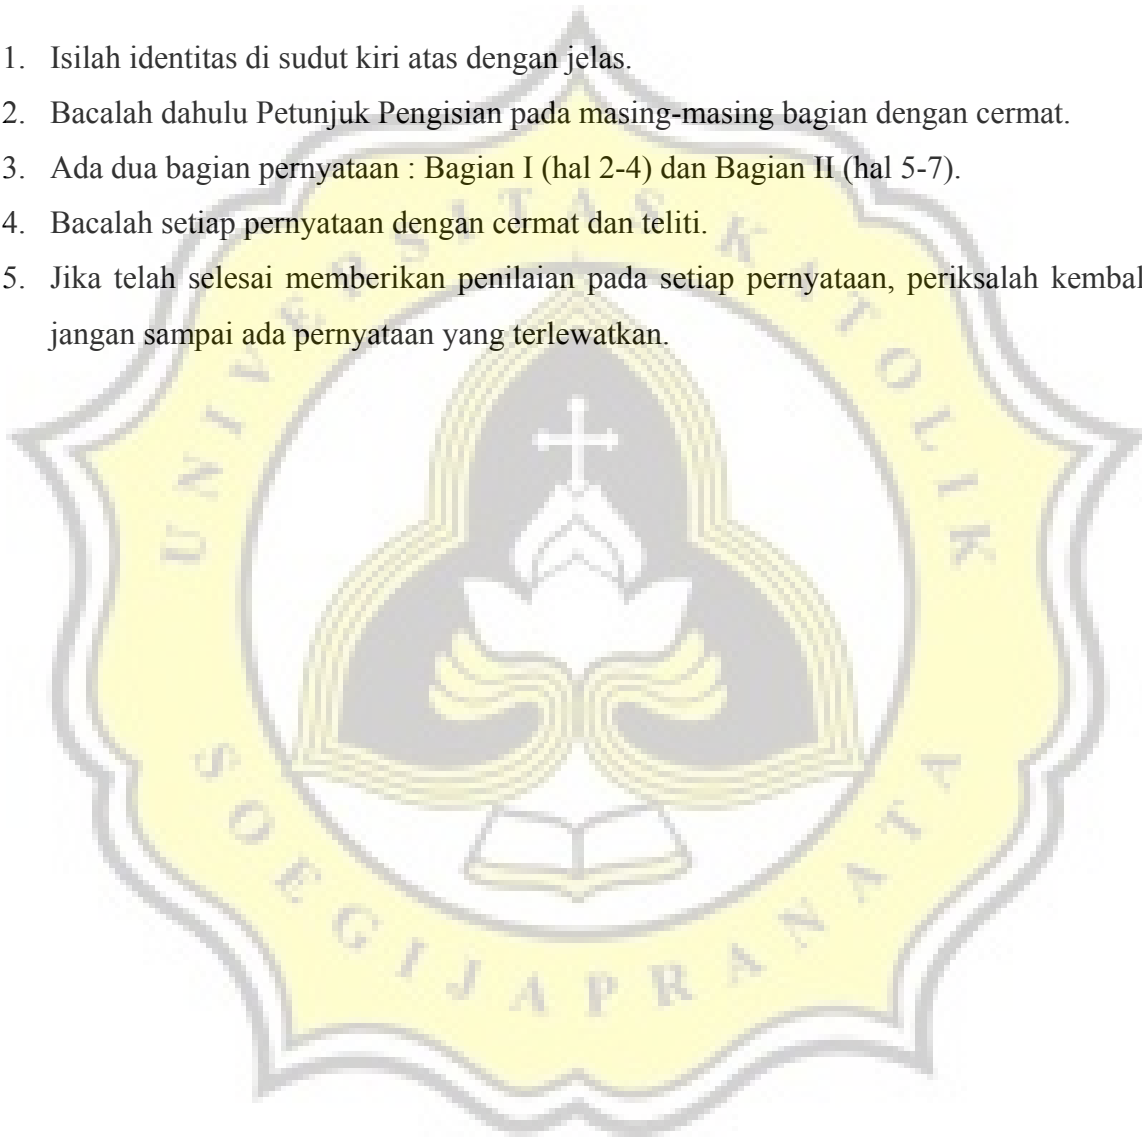 1. Isilah identitas di sudut kiri atas dengan jelas.
2. Bacalah dahulu Petunjuk Pengisian pada masing-masing bagian dengan cermat.
3. Ada dua bagian pernyataan : Bagian I (hal 2-4) dan Bagian II (hal 5-7).
4. Bacalah setiap pernyataan dengan cermat dan teliti.
5. Jika telah selesai memberikan penilaian pada setiap pernyataan, periksalah kembal
jangan sampai ada pernyataan yang terlewatkan.
UNIVERSITAS KATOLIK
SOEGIJAPRANATA